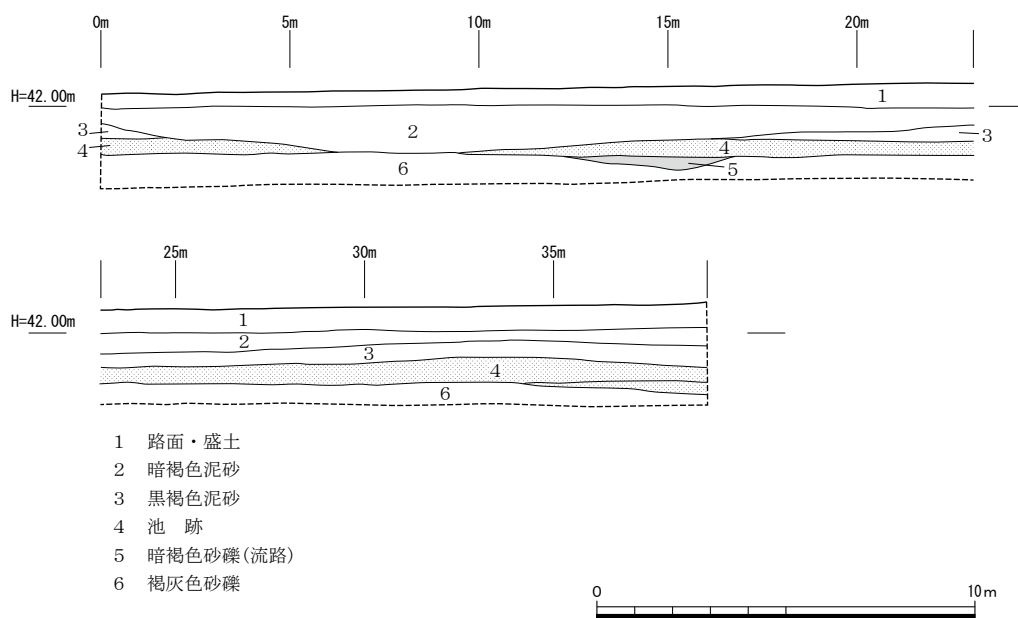 0m 5m 10m 15m 20m
H=42.00m
1
3 2 3
4 4
6 5
25m 30m 35m
H=42.00m
1
2
3
4
6
1 路面・盛土
2 暗褐色泥砂
3 黒褐色泥砂
4 池 跡
5 暗褐色砂礫(流路)
6 褐灰色砂礫
0 10m